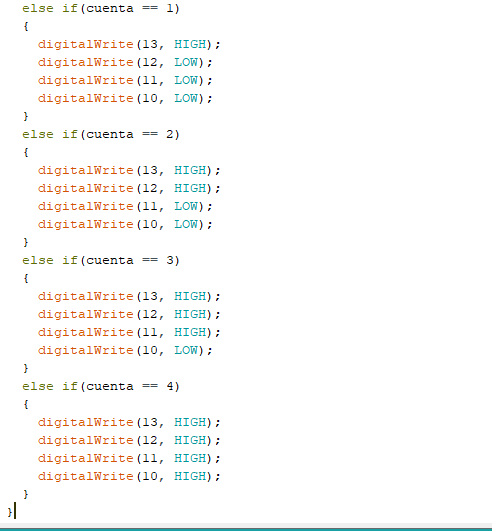 else if(cuenta == 1)
{
digitalWrite(13, HIGH);
digitalWrite(12, LOW);
digitalWrite(11, LOW);
digitalWrite(10, LOW);
}
else if(cuenta == 2)
{
digitalWrite(13, HIGH);
digitalWrite(12, HIGH);
digitalWrite(11, LOW);
digitalWrite(10, LOW);
}
else if(cuenta == 3)
{
digitalWrite(13, HIGH);
digitalWrite(12, HIGH);
digitalWrite(11, HIGH);
digitalWrite(10, LOW);
}
else if(cuenta == 4)
{
digitalWrite(13, HIGH);
digitalWrite(12, HIGH);
digitalWrite(11, HIGH);
digitalWrite(10, HIGH);
}
}